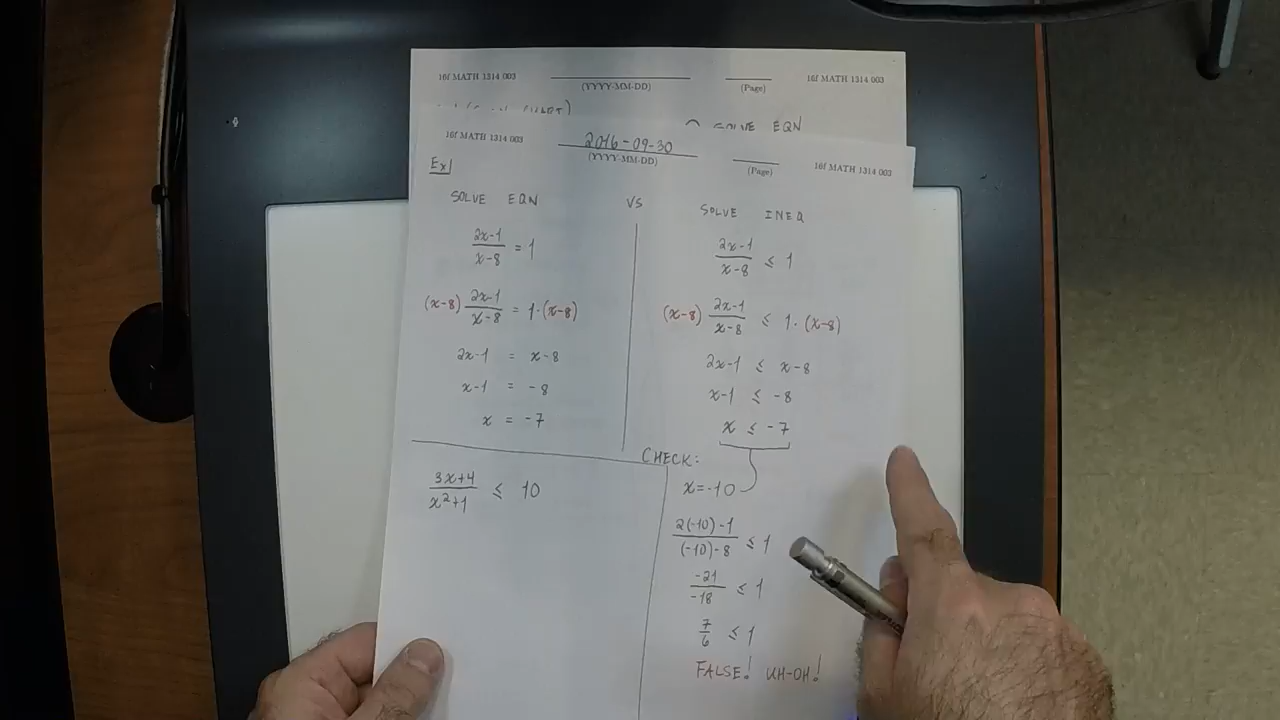 16f MATH 1314 003 (YYYY-MM-DD) (Page) 16f MATH 1314 003
SOLVE EQN
16f MATH 1314 003 2016-09-30 (YYYY-MM-DD) (Page) 16f MATH 1314 003
Ex)
SOLVE EQN VS SOLVE INEQ
(2x-1)/(x-8) = 1
(x-8) (2x-1)/(x-8) = 1·(x-8)
2x-1 = x-8
x-1 = -8
x = -7
(2x-1)/(x-8) ≤ 1
(x-8) (2x-1)/(x-8) ≤ 1·(x-8)
2x-1 ≤ x-8
x-1 ≤ -8
x ≤ -7
(3x+4)/(x²+1) ≤ 10
CHECK:
x=-10
(2(-10)-1)/((-10)-8) ≤ 1
-21/-18 ≤ 1
7/6 ≤ 1
FALSE! UH-OH!